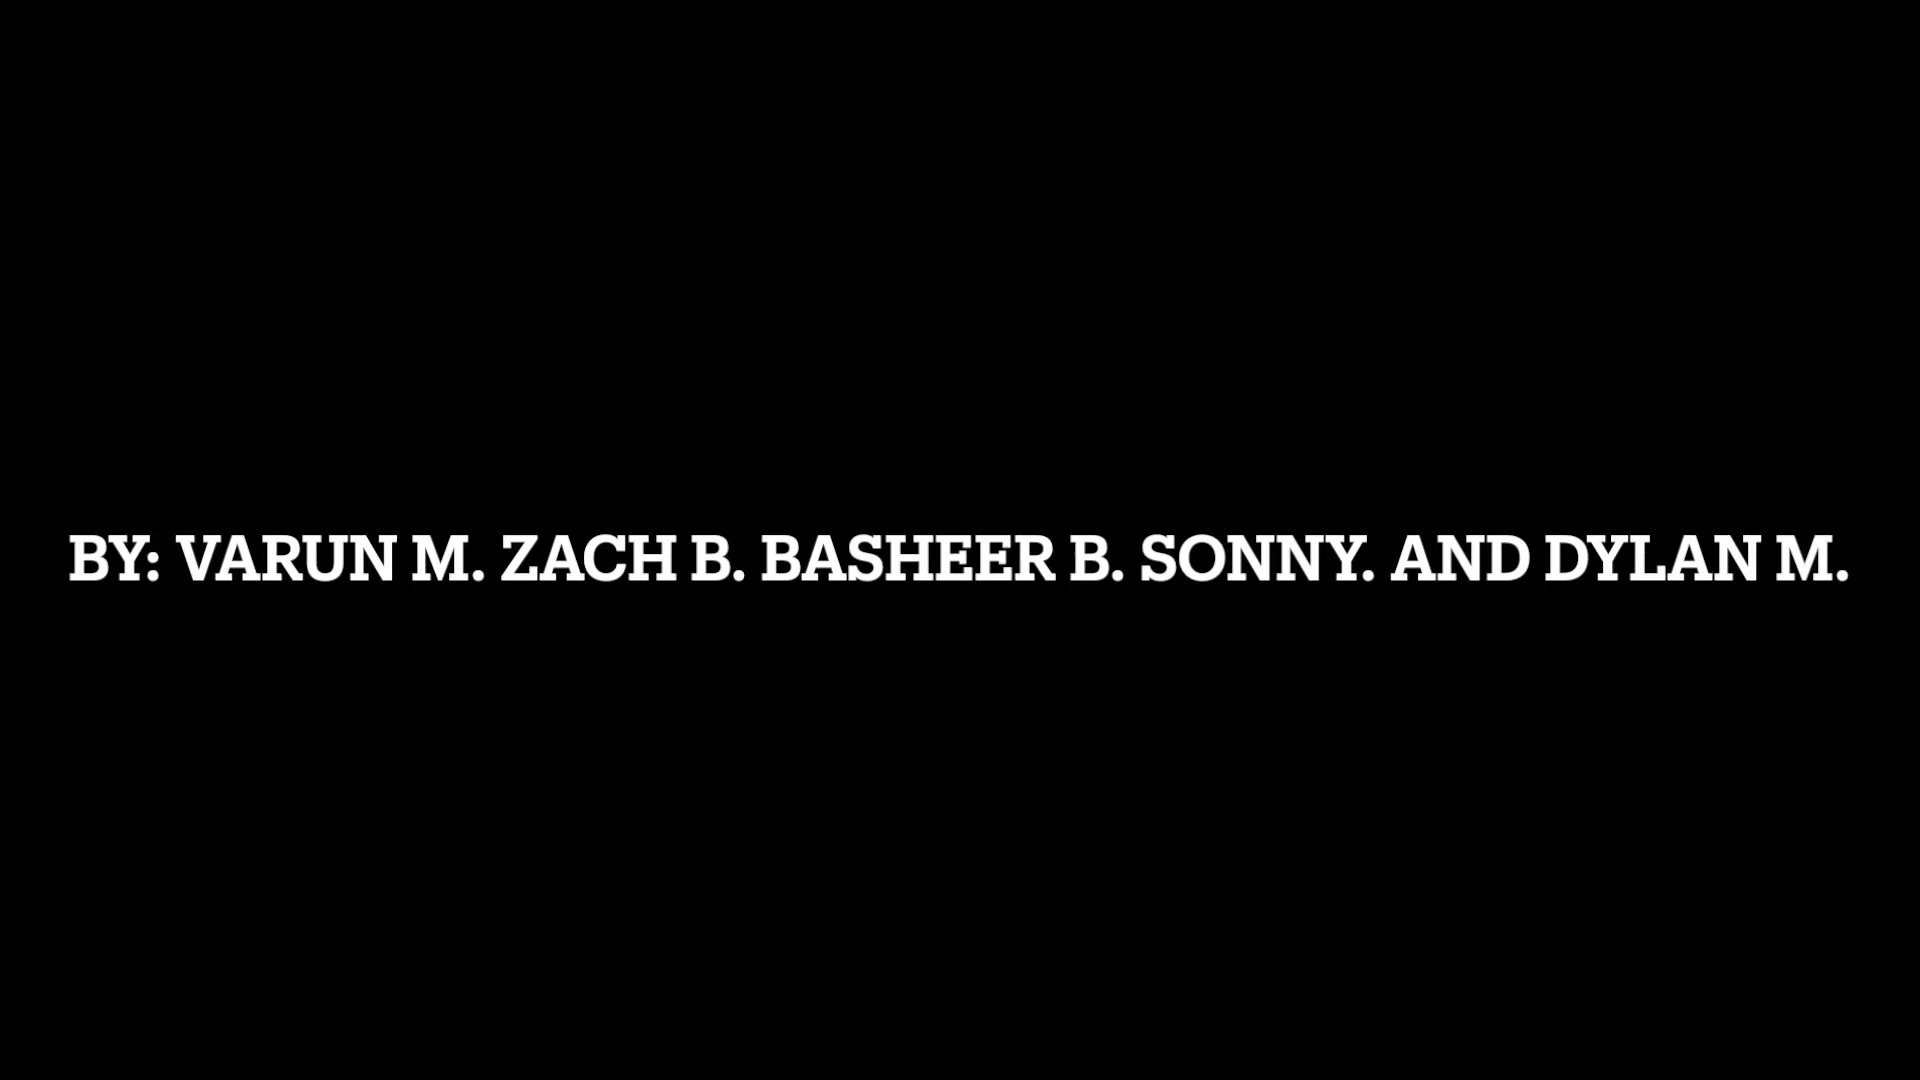 BY: VARUN M. ZACH B. BASHEER B. SONNY. AND DYLAN M.